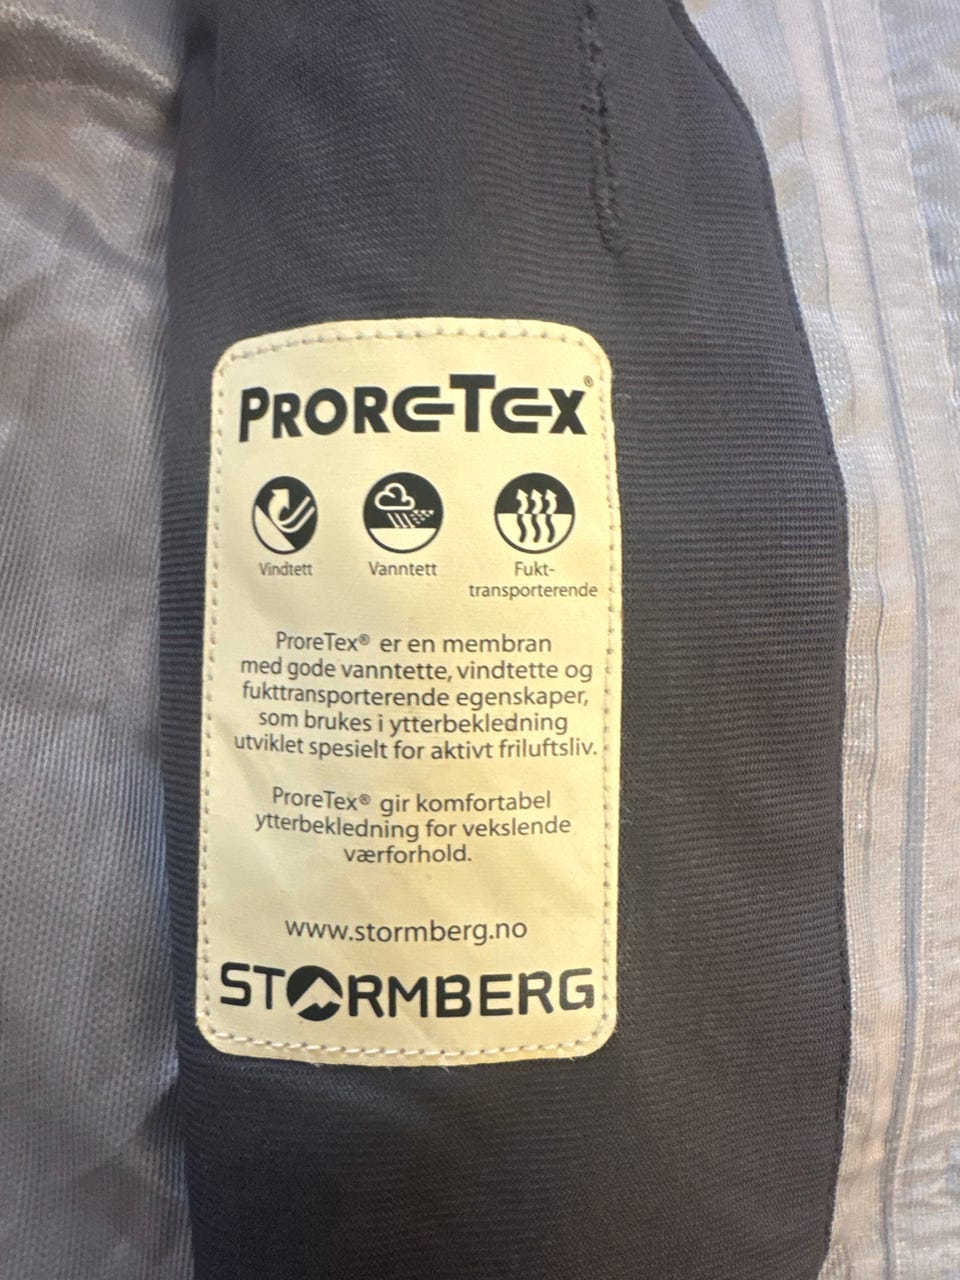 PRORETEX®
Vindtett Vanntett Fukt-
transporterende
ProreTex® er en membran
med gode vanntette, vindtette og
fukttransporterende egenskaper,
som brukes i ytterbekledning
utviklet spesielt for aktivt friluftsliv.
ProreTex® gir komfortabel
ytterbekledning for vekslende
værforhold.
www.stormberg.no
STORMBERG